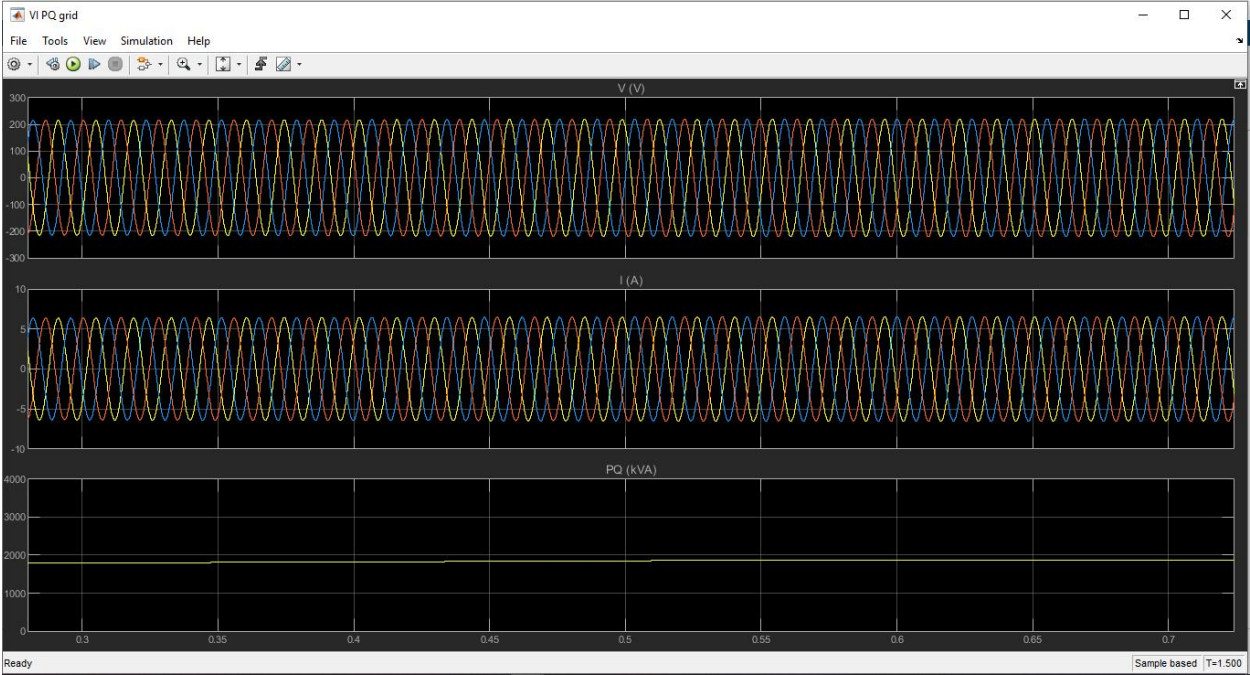 VI PQ grid
File Tools View Simulation Help
V (V)
300
200
100
0
-100
-200
-300
I (A)
10
5
0
-5
-10
PQ (kVA)
4000
3000
2000
1000
0
0.3 0.35 0.4 0.45 0.5 0.55 0.6 0.65 0.7
Ready Sample based T=1.500